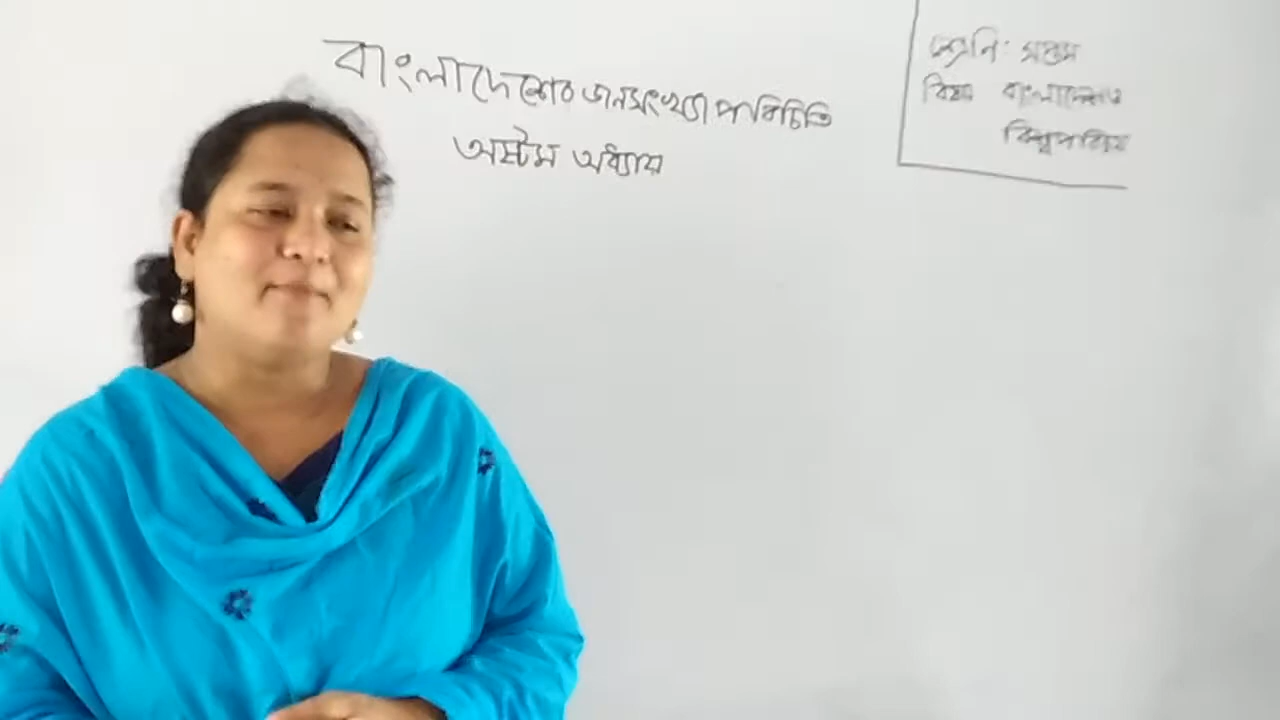 বাংলাদেশের জনসংখ্যা পরিচিতি
অষ্টম অধ্যায়
শ্রেণি: সপ্তম
বিষয় বাংলাদেশ ও
বিশ্বপরিচয়